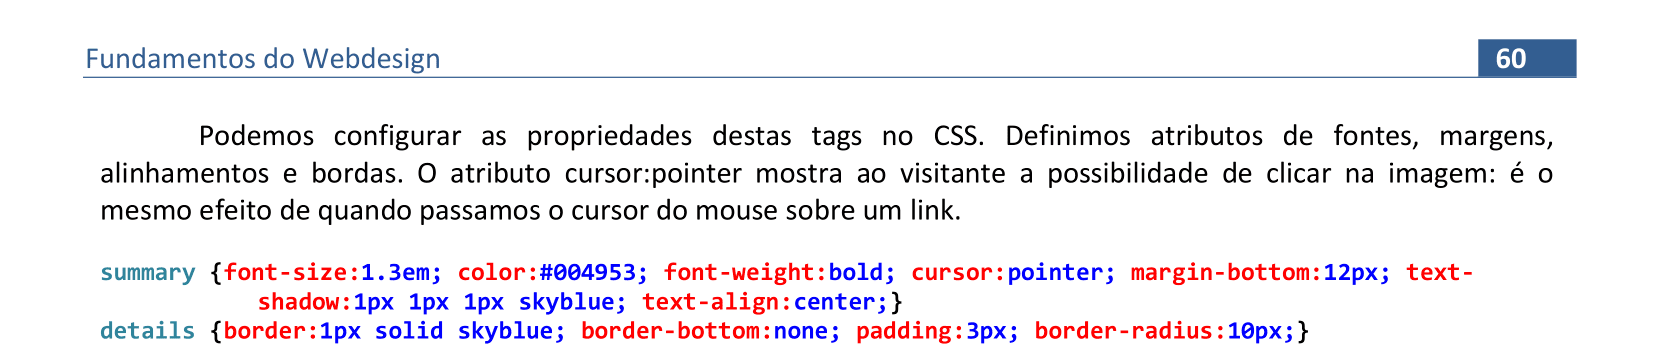 Fundamentos do Webdesign 60
Podemos configurar as propriedades destas tags no CSS. Definimos atributos de fontes, margens,
alinhamentos e bordas. O atributo cursor:pointer mostra ao visitante a possibilidade de clicar na imagem: é o
mesmo efeito de quando passamos o cursor do mouse sobre um link.
summary {font-size:1.3em; color:#004953; font-weight:bold; cursor:pointer; margin-bottom:12px; text-
shadow:1px 1px 1px skyblue; text-align:center;}
details {border:1px solid skyblue; border-bottom:none; padding:3px; border-radius:10px;}